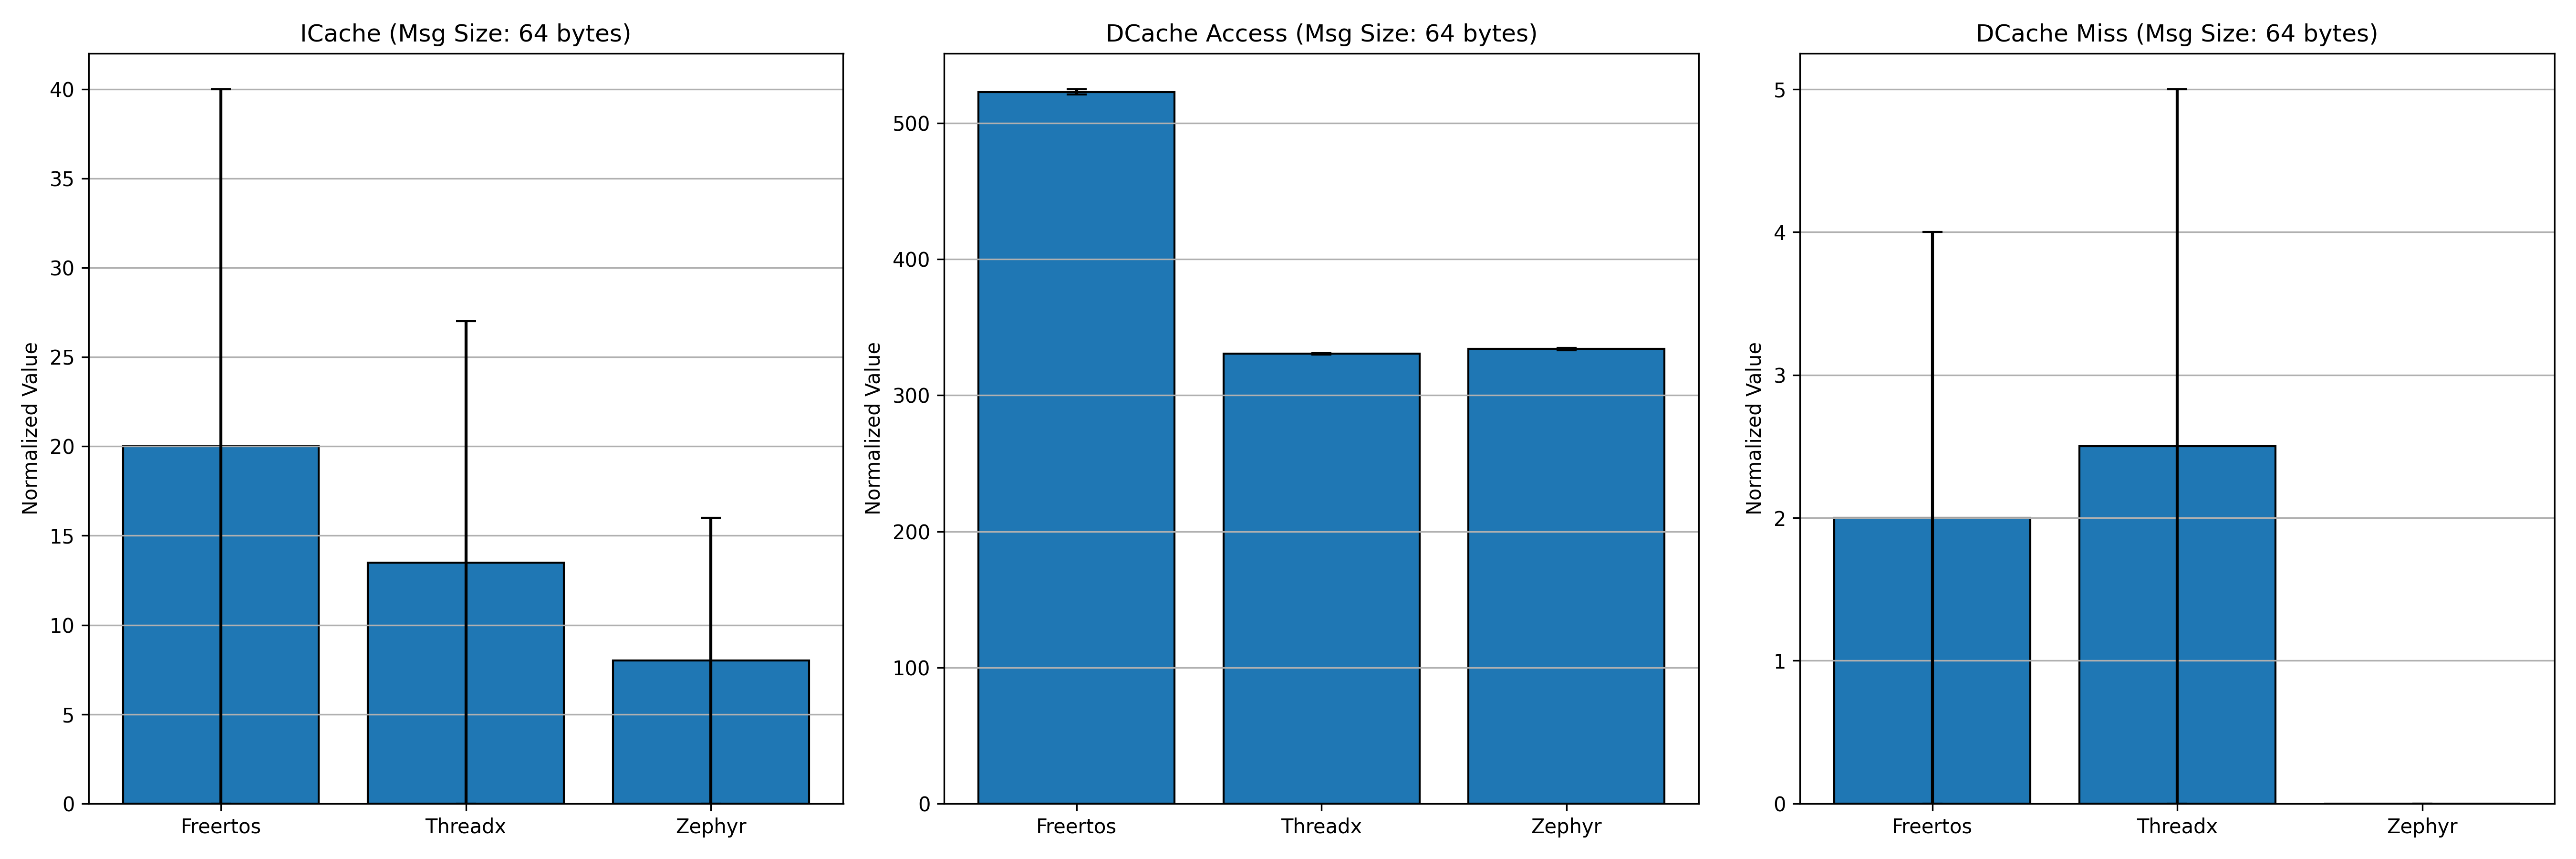 ICache (Msg Size: 64 bytes)
Normalized Value
40
35
30
25
20
15
10
5
0
Freertos
Threadx
Zephyr
DCache Access (Msg Size: 64 bytes)
Normalized Value
500
400
300
200
100
0
Freertos
Threadx
Zephyr
DCache Miss (Msg Size: 64 bytes)
Normalized Value
5
4
3
2
1
0
Freertos
Threadx
Zephyr